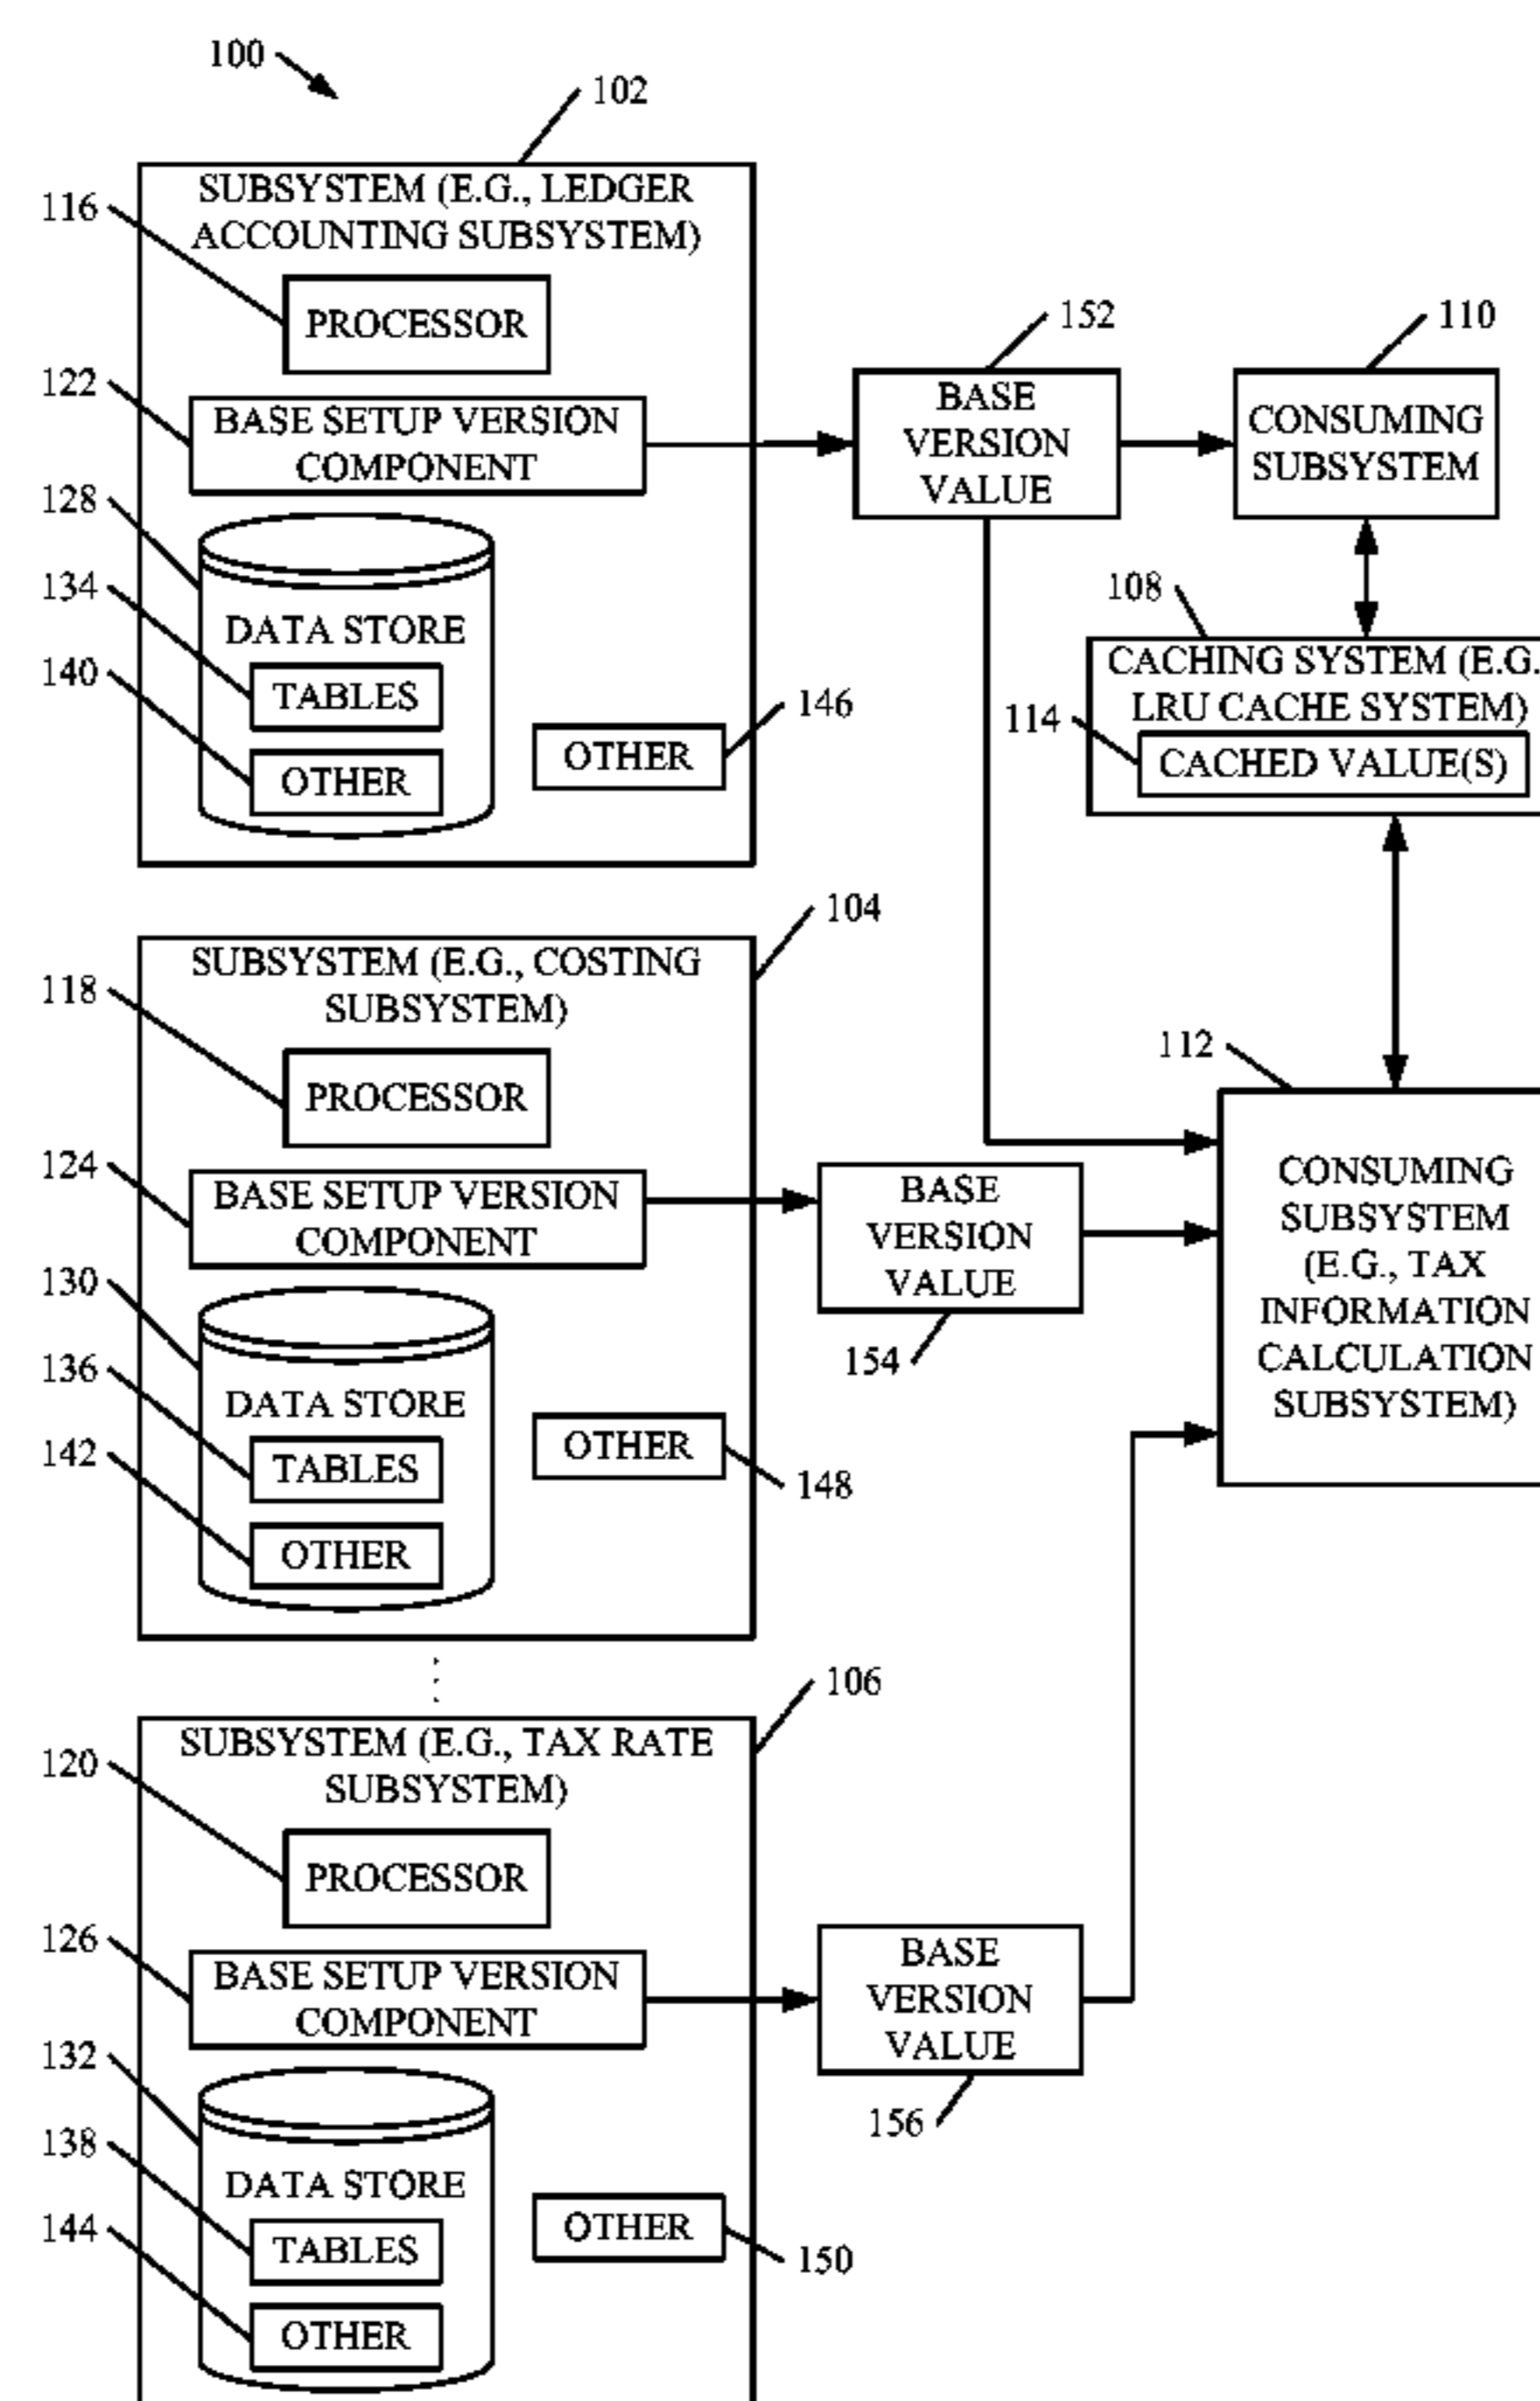 100
102
SUBSYSTEM (E.G., LEDGER
ACCOUNTING SUBSYSTEM)
116
PROCESSOR
122
BASE SETUP VERSION
COMPONENT
128
DATA STORE
134
TABLES
140
OTHER
OTHER
146
152
BASE
VERSION
VALUE
110
CONSUMING
SUBSYSTEM
108
CACHING SYSTEM (E.G.
LRU CACHE SYSTEM)
114
CACHED VALUE(S)
104
SUBSYSTEM (E.G., COSTING
SUBSYSTEM)
118
PROCESSOR
124
BASE SETUP VERSION
COMPONENT
130
DATA STORE
136
TABLES
142
OTHER
OTHER
148
BASE
VERSION
VALUE
154
112
CONSUMING
SUBSYSTEM
(E.G., TAX
INFORMATION
CALCULATION
SUBSYSTEM)
106
SUBSYSTEM (E.G., TAX RATE
SUBSYSTEM)
120
PROCESSOR
126
BASE SETUP VERSION
COMPONENT
132
DATA STORE
138
TABLES
144
OTHER
OTHER
150
BASE
VERSION
VALUE
156